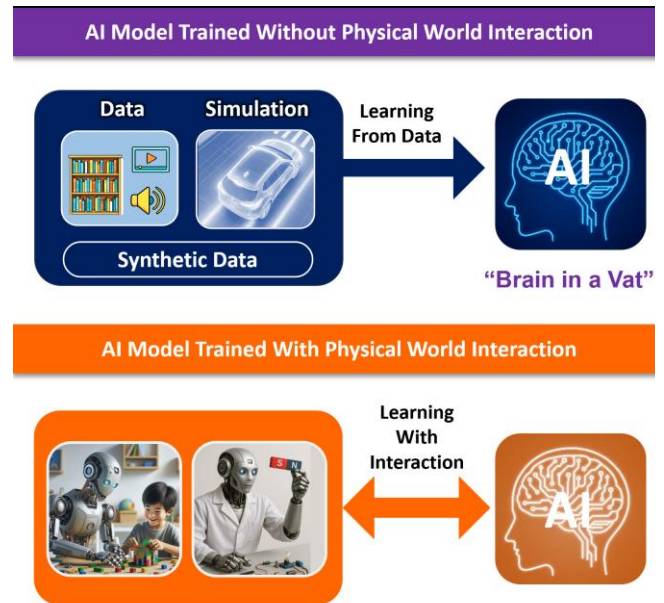 AI Model Trained Without Physical World Interaction
Data
Simulation
Synthetic Data
Learning
From Data
AI
“Brain in a Vat”
AI Model Trained With Physical World Interaction
S N
Learning
With
Interaction
AI